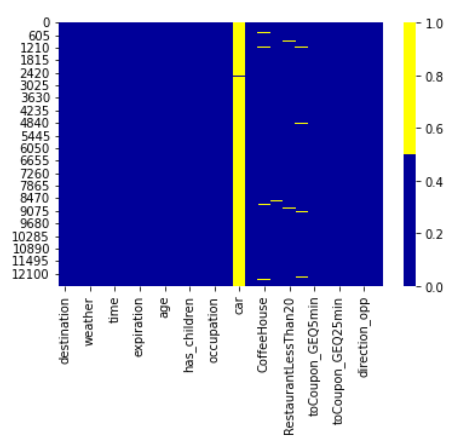 0
605
1210
1815
2420
3025
3630
4235
4840
5445
6050
6655
7260
7865
8470
9075
9680
10285
10890
11495
12100
destination
weather
time
expiration
age
has_children
occupation
car
CoffeeHouse
RestaurantLessThan20
toCoupon_GEQ5min
toCoupon_GEQ25min
direction_opp
1.0
0.8
0.6
0.4
0.2
0.0